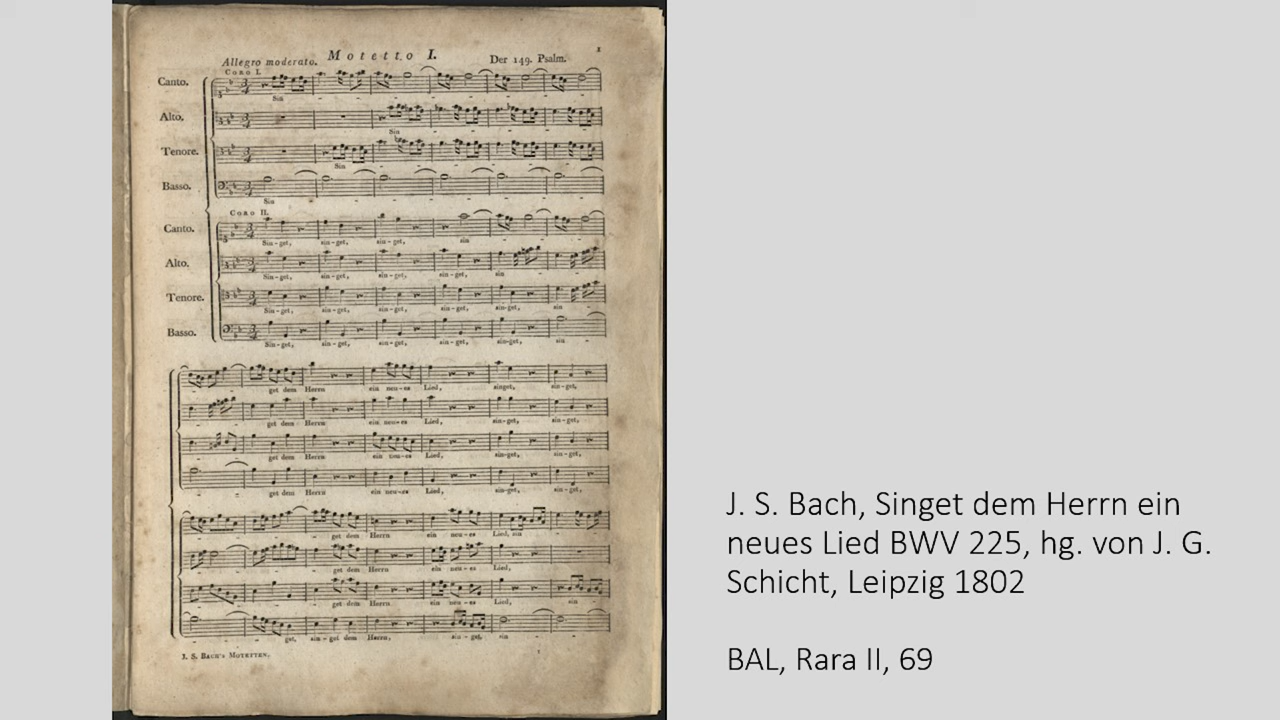 1
Allegro moderato. Motetto I. Der 149. Psalm.
CORO I.
Canto.
Sin - - - - - -
Alto.
Sin - - -
Tenore.
Sin - - - -
Basso.
Sin - - - - -
CORO II.
Canto.
Sin-get, sin-get, sin-get, sin - -
Alto.
Sin-get, sin-get, sin-get, sin-get, sin -
Tenore.
Sin-get, sin-get, sin-get, sin-get, sin-get, sin
Basso.
Sin-get, sin-get, sin-get, sin-get, sin-get, sin -
get dem Herrn ein neu-es Lied, singet, sin-get,
get dem Herrn ein neu-es Lied, sin-get, sin-get,
get dem Herrn ein neu-es Lied, sin-get, sin-get,
get dem Herrn ein neu-es Lied, sin-get, sin-get,
get dem Herrn ein neu-es Lied, sin
get dem Herrn ein neu-es Lied,
get dem Herrn ein neu-es Lied, sin
get, sin-get dem Herrn, sin-get, sin
J. S. BACH'S MOTETTEN.
1
J. S. Bach, Singet dem Herrn ein
neues Lied BWV 225, hg. von J. G.
Schicht, Leipzig 1802
BAL, Rara II, 69